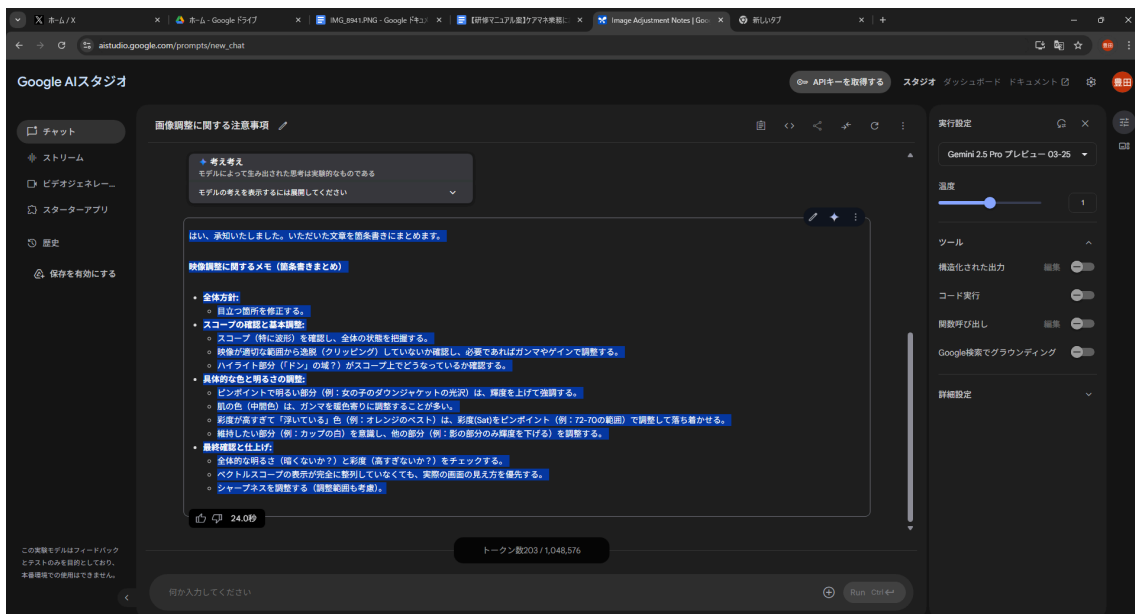 ホーム / X
ホーム - Google ドライブ
IMG_8941.PNG - Google ドキュ
【研修マニュアル案】ケアマネ業務に
Image Adjustment Notes | Goo
新しいタブ
aistudio.google.com/prompts/new_chat
Google AIスタジオ
APIキーを取得する
スタジオ ダッシュボード ドキュメント
豊田
チャット
ストリーム
ビデオジェネレー...
スターターアプリ
歴史
保存を有効にする
この実験モデルはフィードバック
とテストのみを目的としており、
本番環境での使用はできません。
画像調整に関する注意事項
考え考え
モデルによって生み出された思考は実験的なものである
モデルの考えを表示するには展開してください
はい、承知いたしました。いただいた文章を箇条書きにまとめます。
映像調整に関するメモ（箇条書きまとめ）
全体方針:
目立つ箇所を修正する。
スコープの確認と基本調整:
スコープ（特に波形）を確認し、全体の状態を把握する。
映像が適切な範囲から逸脱（クリッピング）していないか確認し、必要であればガンマやゲインで調整する。
ハイライト部分（「ドン」の域？）がスコープ上でどうなっているか確認する。
具体的な色と明るさの調整:
ピンポイントで明るい部分（例：女の子のダウンジャケットの光沢）は、輝度を上げて強調する。
肌の色（中間色）は、ガンマを暖色寄りに調整することが多い。
彩度が高すぎて「浮いている」色（例：オレンジのベスト）は、彩度(Sat)をピンポイント（例：72-70の範囲）で調整して落ち着かせる。
維持したい部分（例：カップの白）を意識し、他の部分（例：影の部分のみ輝度を下げる）を調整する。
最終確認と仕上げ:
全体的な明るさ（暗くないか？）と彩度（高すぎないか？）をチェックする。
ベクトルスコープの表示が完全に整列していなくても、実際の画面の見え方を優先する。
シャープネスを調整する（調整範囲も考慮）。
24.0秒
トークン数203 / 1,048,576
何か入力してください
Run Ctrl
実行設定
Gemini 2.5 Pro プレビュー 03-25
温度
1
ツール
構造化された出力 編集
コード実行
関数呼び出し 編集
Google検索でグラウンディング
詳細設定